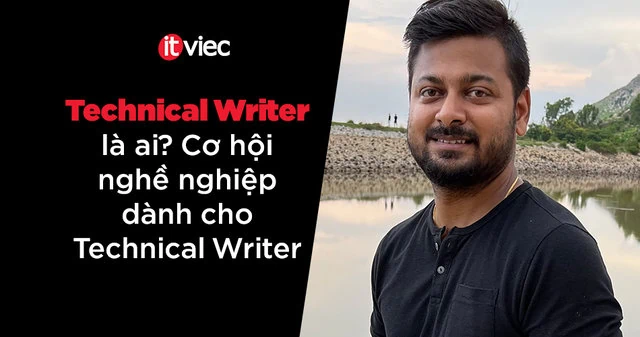 itviec
Technical Writer
là ai? Cơ hội
nghề nghiệp
dành cho
Technical Writer